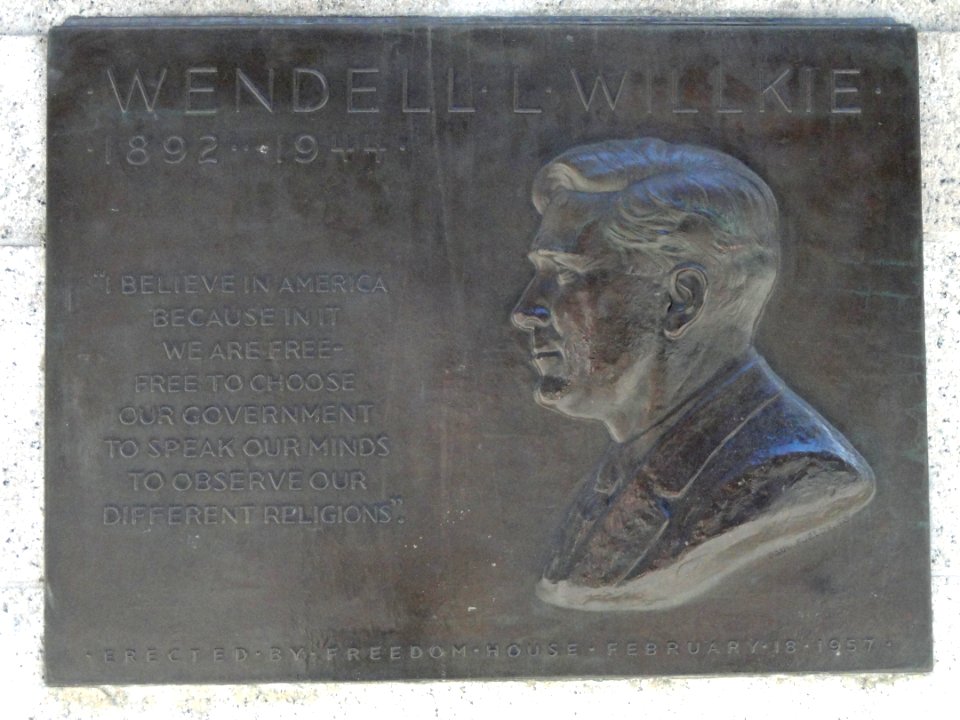 ·WENDELL·L·WILLKIE·
·1892···1944·
"I BELIEVE IN AMERICA
BECAUSE IN IT
WE ARE FREE-
FREE TO CHOOSE
OUR GOVERNMENT
TO SPEAK OUR MINDS
TO OBSERVE OUR
DIFFERENT RELIGIONS".
·ERECTED·BY·FREEDOM·HOUSE·FEBRUARY·18·1957·